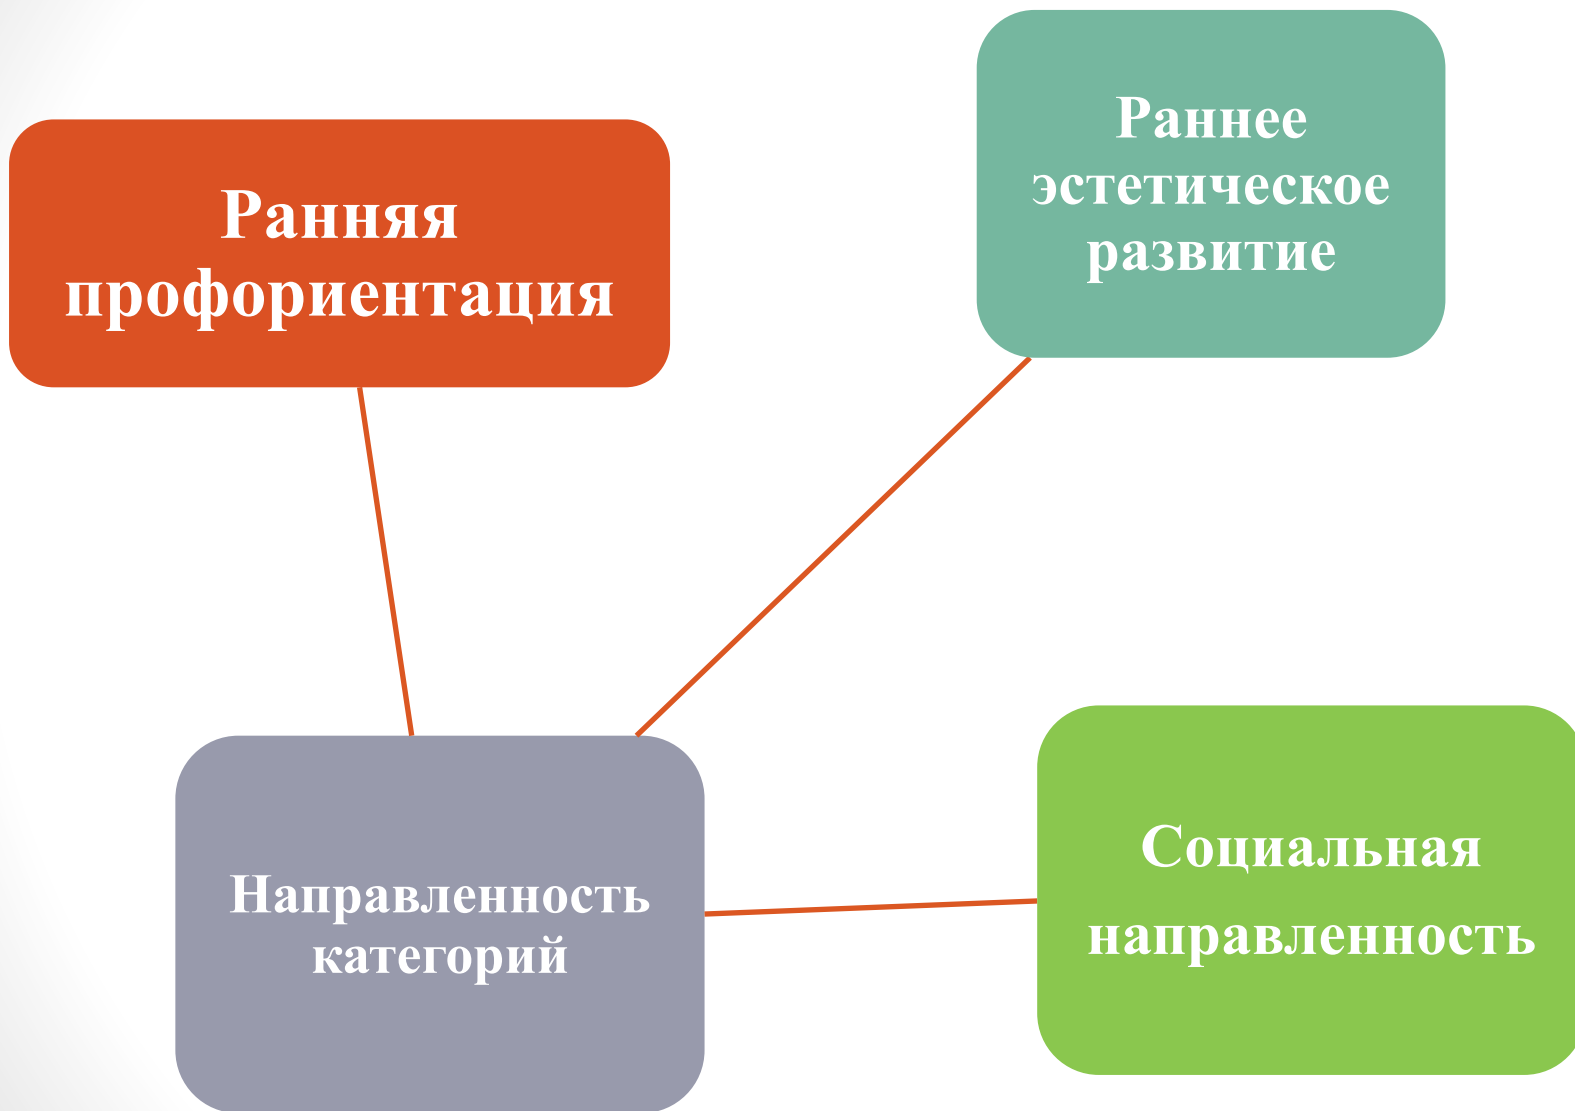 Ранняя
профориентация
Раннее
эстетическое
развитие
Направленность
категорий
Социальная
направленность